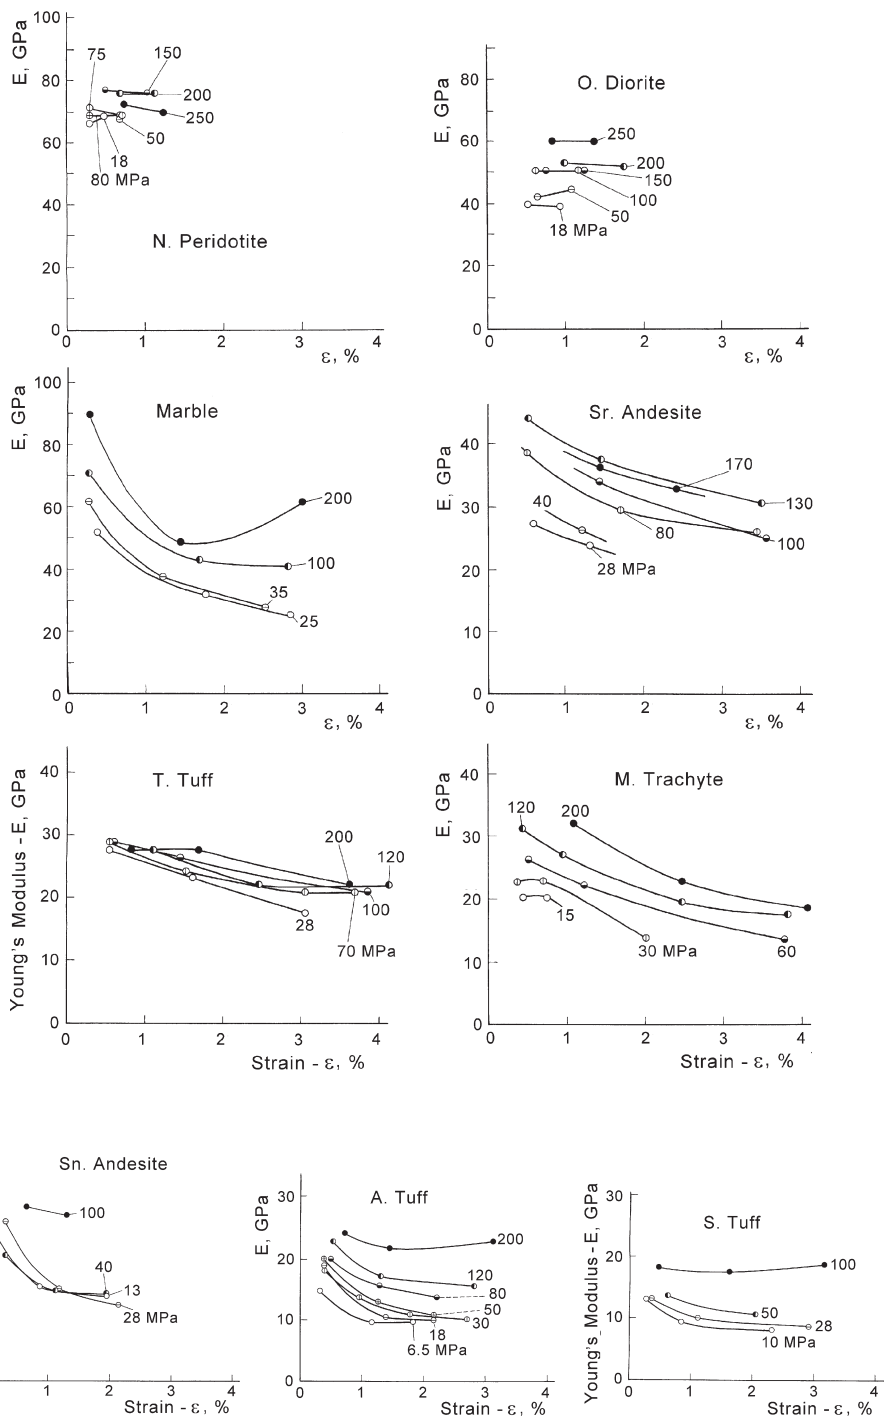 E, GPa
100
80
60
40
20
0
75
150
200
250
50
18
80 MPa
N. Peridotite
0 1 2 3 4
ε, %
E, GPa
80
60
40
20
0
O. Diorite
250
200
150
100
50
18 MPa
0 1 2 3 4
ε, %
E, GPa
100
80
60
40
20
0
Marble
200
100
35
25
0 1 2 3 4
ε, %
E, GPa
40
30
20
10
0
Sr. Andesite
170
130
40
80
100
28 MPa
0 1 2 3 4
ε, %
Young's Modulus - E, GPa
40
30
20
10
0
T. Tuff
200
120
100
28
70 MPa
0 1 2 3 4
Strain - ε, %
E, GPa
40
30
20
10
0
M. Trachyte
120
200
15
30 MPa
60
0 1 2 3 4
Strain - ε, %
Sn. Andesite
100
40
13
28 MPa
1 2 3 4
Strain - ε, %
E, GPa
30
20
10
0
A. Tuff
200
120
80
50
30
18
6.5 MPa
0 1 2 3 4
Strain - ε, %
Young's Modulus - E, GPa
30
20
10
0
S. Tuff
100
50
28
10 MPa
0 1 2 3 4
Strain - ε, %